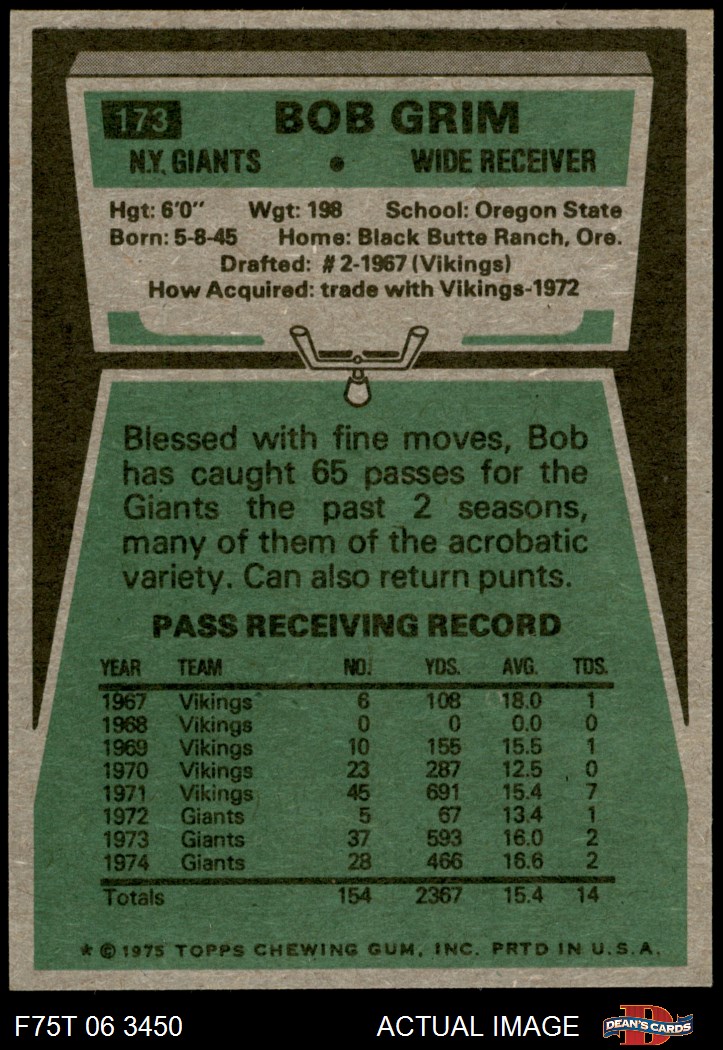 173 BOB GRIM
N.Y. GIANTS • WIDE RECEIVER
Hgt: 6'0" Wgt: 198 School: Oregon State
Born: 5-8-45 Home: Black Butte Ranch, Ore.
Drafted: #2-1967 (Vikings)
How Acquired: trade with Vikings-1972
Blessed with fine moves, Bob
has caught 65 passes for the
Giants the past 2 seasons,
many of them of the acrobatic
variety. Can also return punts.
PASS RECEIVING RECORD
YEAR TEAM NO. YDS. AVG. TDS.
1967 Vikings 6 108 18.0 1
1968 Vikings 0 0 0.0 0
1969 Vikings 10 155 15.5 1
1970 Vikings 23 287 12.5 0
1971 Vikings 45 691 15.4 7
1972 Giants 5 67 13.4 1
1973 Giants 37 593 16.0 2
1974 Giants 28 466 16.6 2
Totals 154 2367 15.4 14
* © 1975 TOPPS CHEWING GUM, INC. PRTD IN U.S.A.
F75T 06 3450 ACTUAL IMAGE DEAN'S CARDS